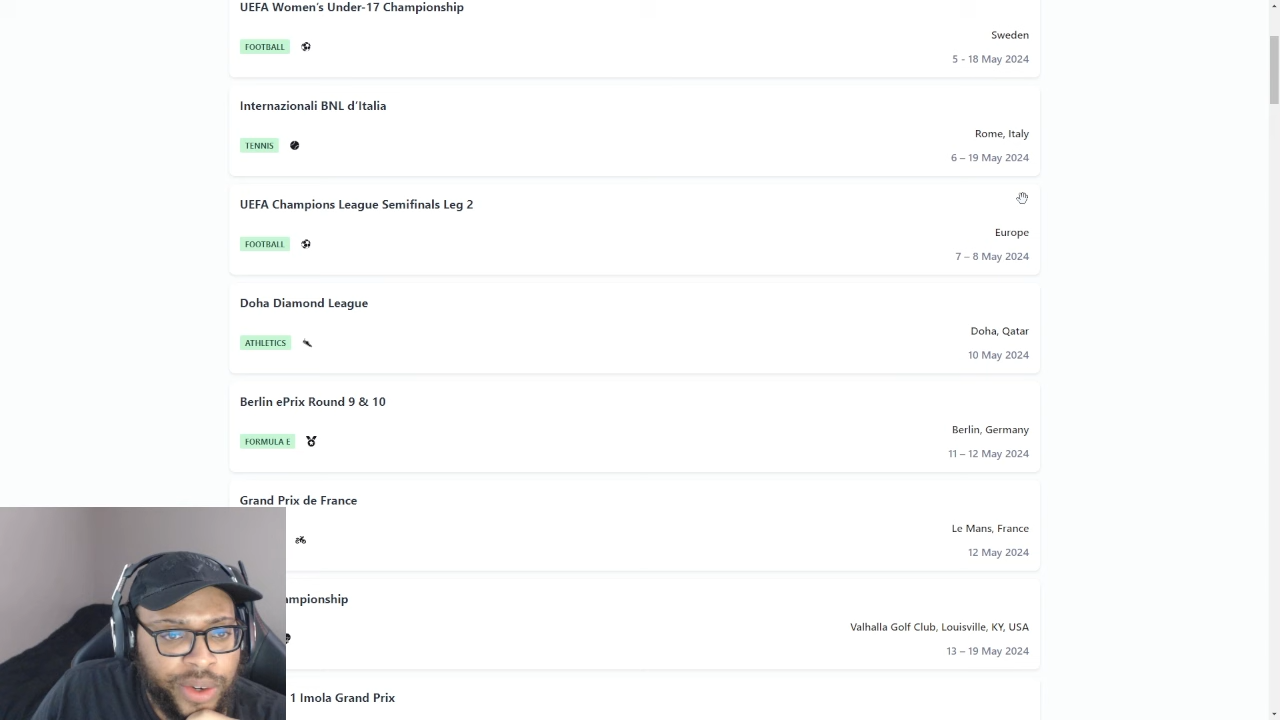 UEFA Women's Under-17 Championship
FOOTBALL
Sweden
5 - 18 May 2024
Internazionali BNL d'Italia
TENNIS
Rome, Italy
6 – 19 May 2024
UEFA Champions League Semifinals Leg 2
FOOTBALL
Europe
7 – 8 May 2024
Doha Diamond League
ATHLETICS
Doha, Qatar
10 May 2024
Berlin ePrix Round 9 & 10
FORMULA E
Berlin, Germany
11 – 12 May 2024
Grand Prix de France
Le Mans, France
12 May 2024
ampionship
Valhalla Golf Club, Louisville, KY, USA
13 – 19 May 2024
1 Imola Grand Prix